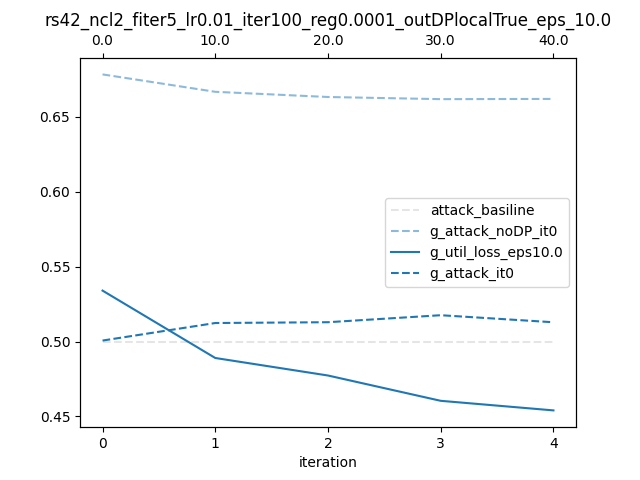 rs42_ncl2_fiter5_lr0.01_iter100_reg0.0001_outDPlocalTrue_eps_10.0
0.0 10.0 20.0 30.0 40.0
0.65
0.60
0.55
0.50
0.45
attack_basiline
g_attack_noDP_it0
g_util_loss_eps10.0
g_attack_it0
0 1 2 3 4
iteration